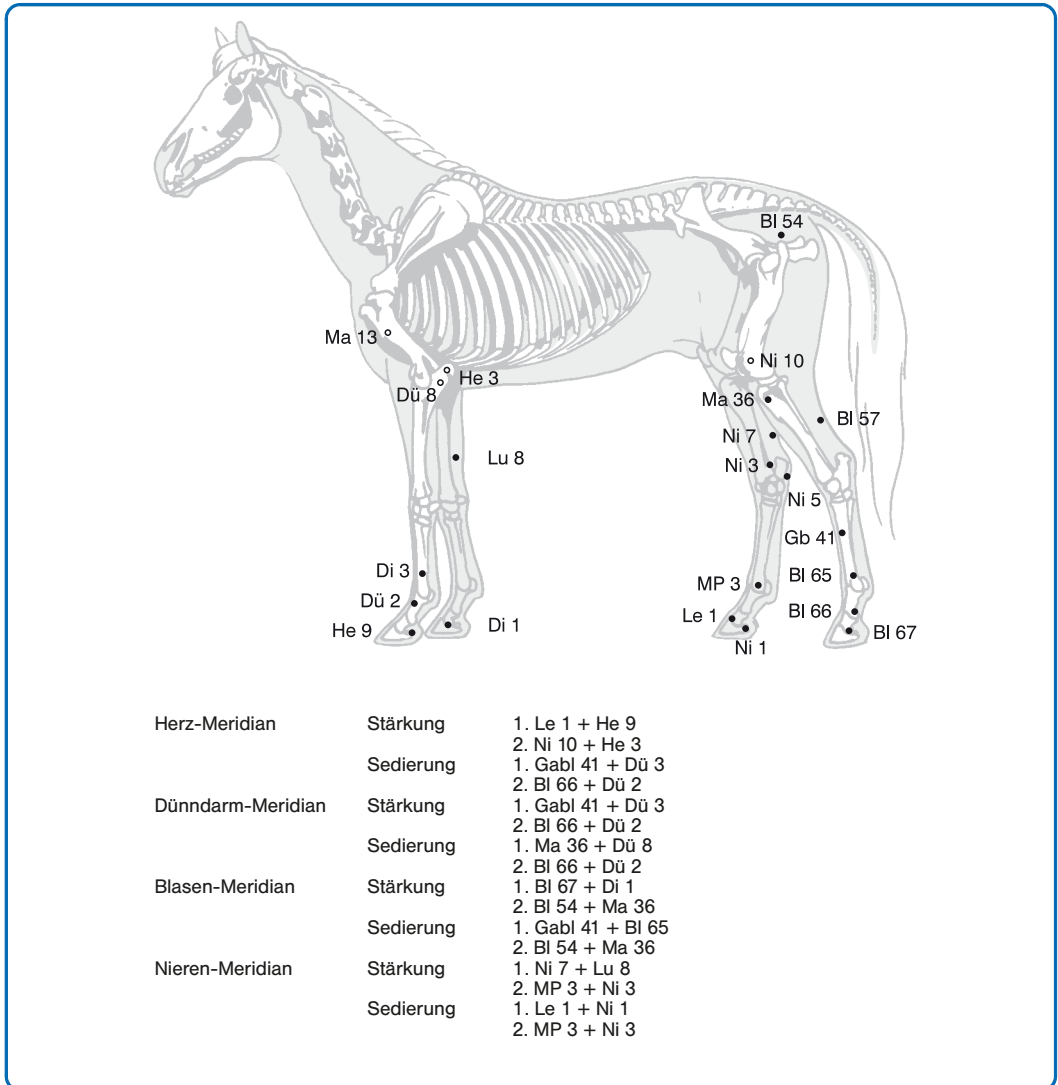 Bl 54
Ma 13
Ni 10
He 3
Dü 8
Ma 36
Bl 57
Ni 7
Lu 8
Ni 3
Ni 5
Gb 41
Di 3
MP 3
Bl 65
Dü 2
Le 1
Bl 66
He 9
Di 1
Bl 67
Ni 1
Herz-Meridian Stärkung 1. Le 1 + He 9
2. Ni 10 + He 3
Sedierung 1. Gabl 41 + Dü 3
2. Bl 66 + Dü 2
Dünndarm-Meridian Stärkung 1. Gabl 41 + Dü 3
2. Bl 66 + Dü 2
Sedierung 1. Ma 36 + Dü 8
2. Bl 66 + Dü 2
Blasen-Meridian Stärkung 1. Bl 67 + Di 1
2. Bl 54 + Ma 36
Sedierung 1. Gabl 41 + Bl 65
2. Bl 54 + Ma 36
Nieren-Meridian Stärkung 1. Ni 7 + Lu 8
2. MP 3 + Ni 3
Sedierung 1. Le 1 + Ni 1
2. MP 3 + Ni 3